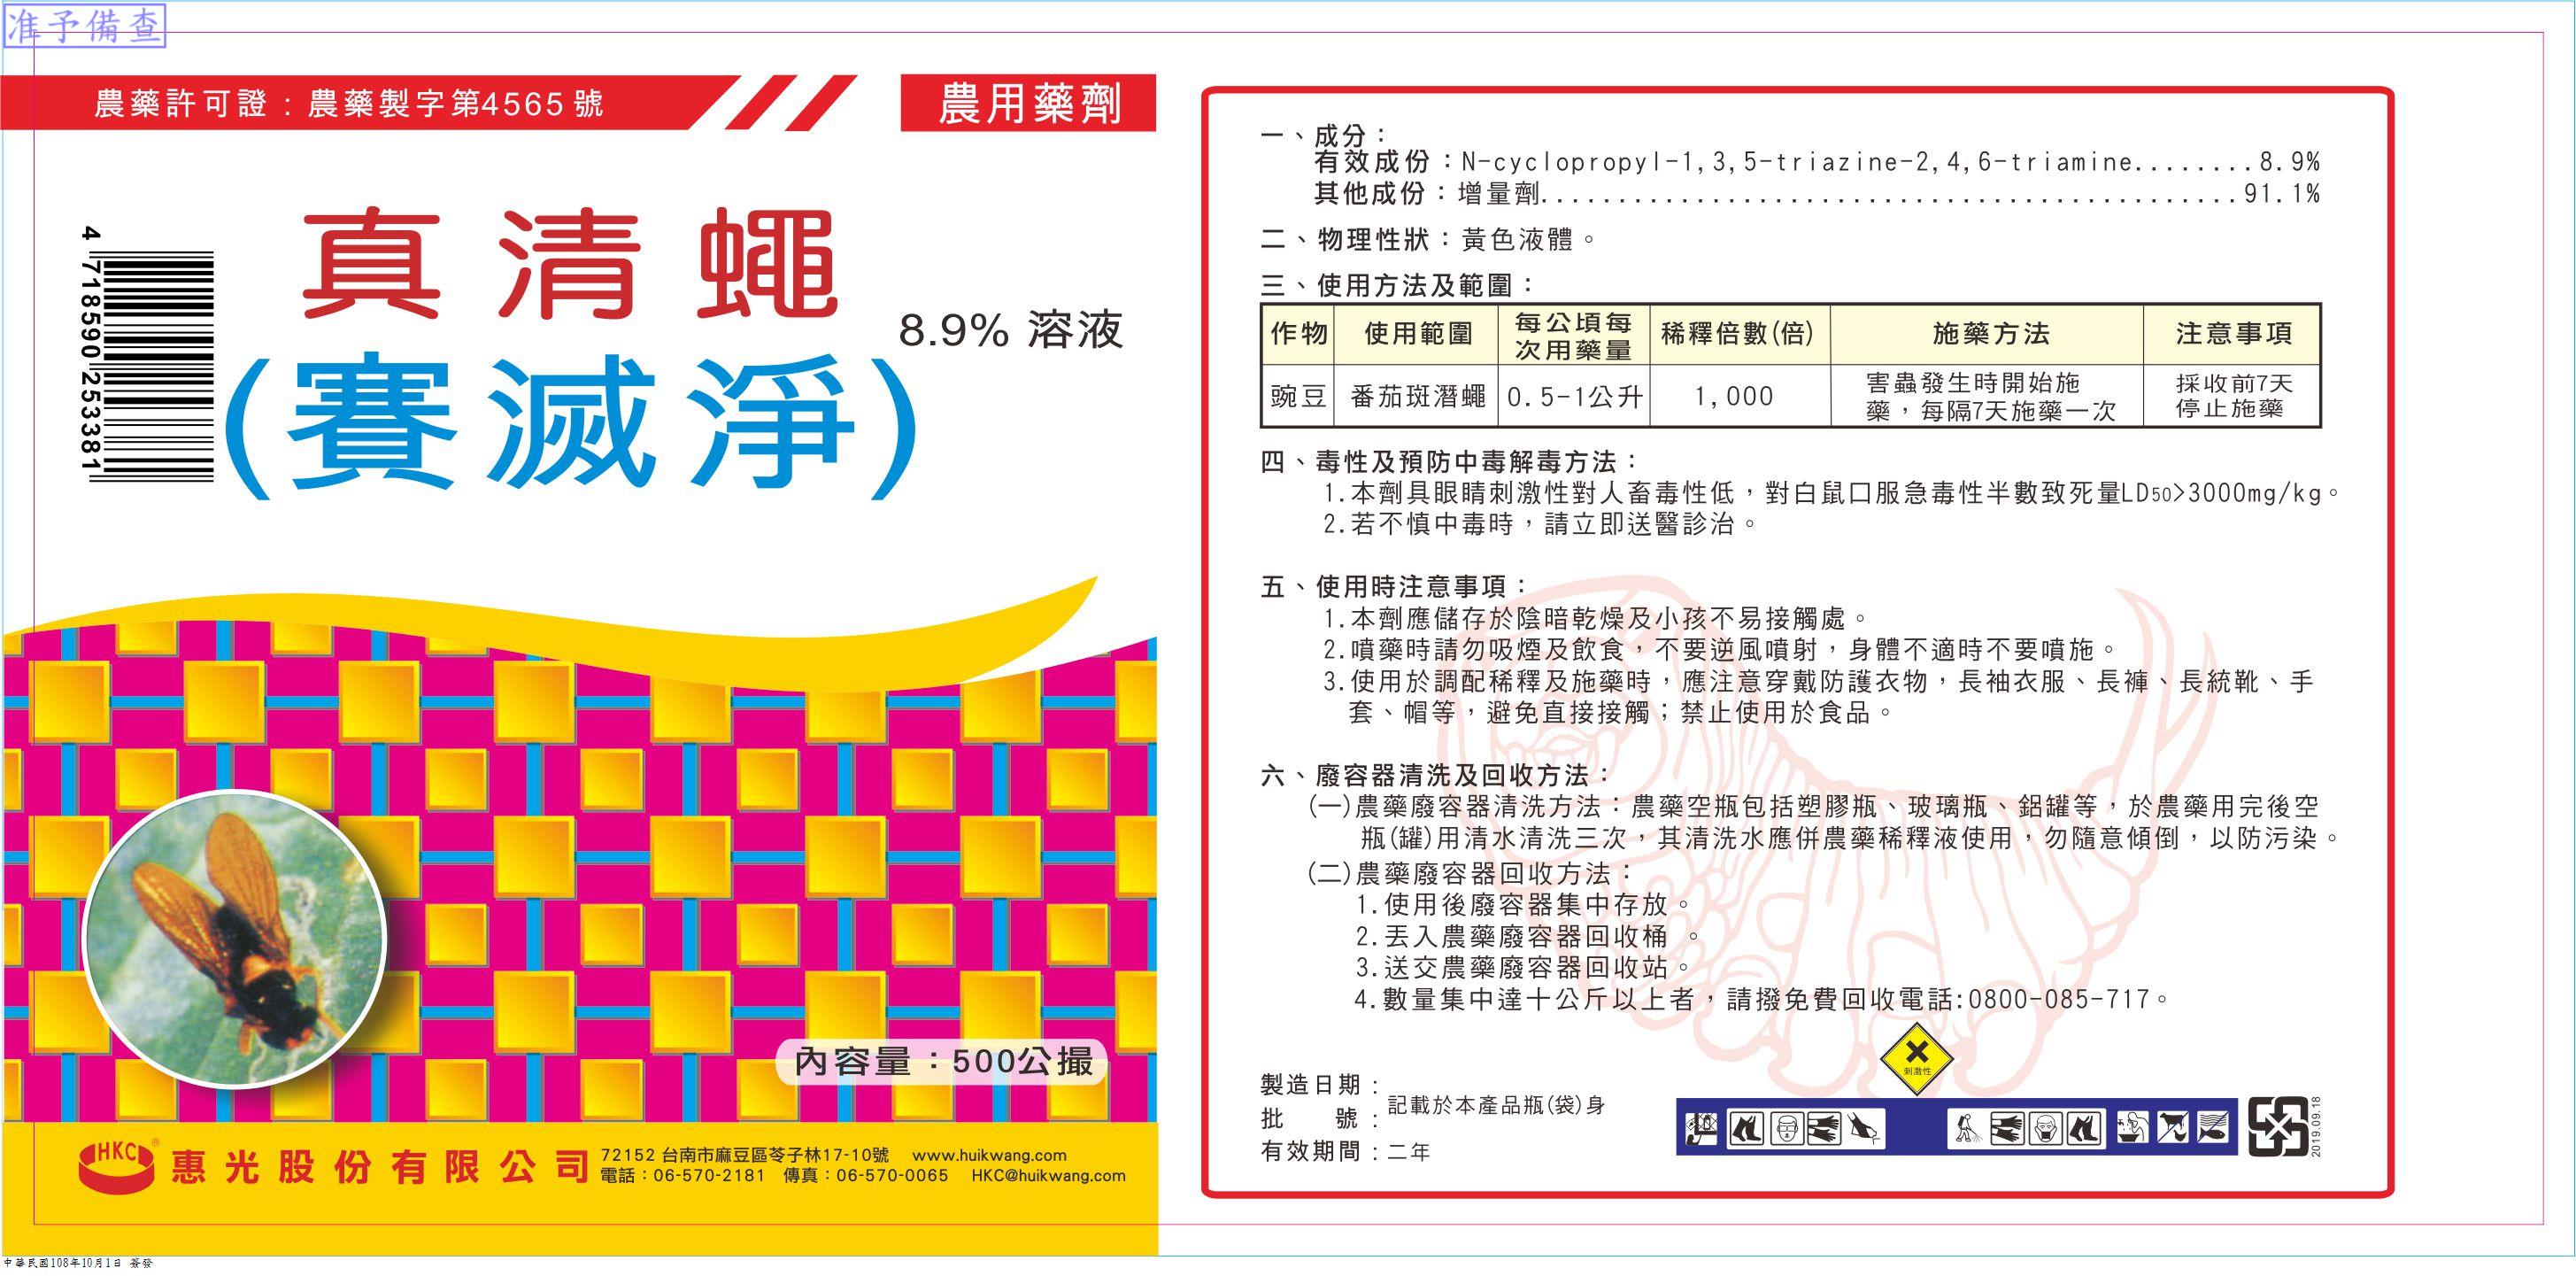 准予備查
農藥許可證：農藥製字第4565號
農用藥劑
真清蠅
(賽滅淨)
8.9% 溶液
4 718590 253381
內容量：500公撮
HKC®
惠光股份有限公司
72152 台南市麻豆區苓子林17-10號 www.huikwang.com
電話：06-570-2181 傳真：06-570-0065 HKC@huikwang.com
一、成分：
有效成份：N-cyclopropyl-1,3,5-triazine-2,4,6-triamine........8.9%
其他成份：增量劑.............................................91.1%
二、物理性狀：黃色液體。
三、使用方法及範圍：
作物 使用範圍 每公頃每次用藥量 稀釋倍數(倍) 施藥方法 注意事項
豌豆 番茄斑潛蠅 0.5-1公升 1,000 害蟲發生時開始施藥，每隔7天施藥一次 採收前7天停止施藥
四、毒性及預防中毒解毒方法：
1.本劑具眼睛刺激性對人畜毒性低，對白鼠口服急毒性半數致死量LD50>3000mg/kg。
2.若不慎中毒時，請立即送醫診治。
五、使用時注意事項：
1.本劑應儲存於陰暗乾燥及小孩不易接觸處。
2.噴藥時請勿吸煙及飲食，不要逆風噴射，身體不適時不要噴施。
3.使用於調配稀釋及施藥時，應注意穿戴防護衣物，長袖衣服、長褲、長統靴、手
套、帽等，避免直接接觸；禁止使用於食品。
六、廢容器清洗及回收方法：
(一)農藥廢容器清洗方法：農藥空瓶包括塑膠瓶、玻璃瓶、鋁罐等，於農藥用完後空
瓶(罐)用清水清洗三次，其清洗水應併農藥稀釋液使用，勿隨意傾倒，以防污染。
(二)農藥廢容器回收方法：
1.使用後廢容器集中存放。
2.丟入農藥廢容器回收桶 。
3.送交農藥廢容器回收站。
4.數量集中達十公斤以上者，請撥免費回收電話:0800-085-717。
刺激性
製造日期：
批 號：
記載於本產品瓶(袋)身
有效期間：二年
2019.09.18
中華民國108年10月1日 簽發